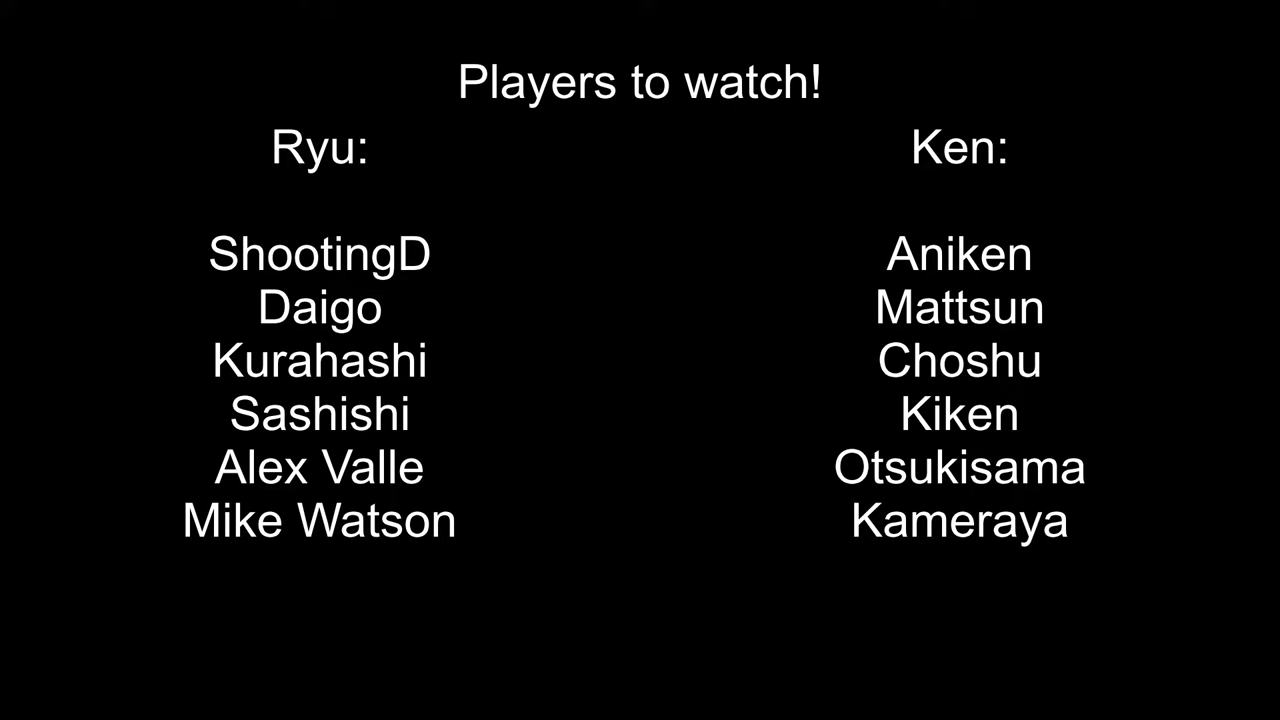 Players to watch!
Ryu:
ShootingD
Daigo
Kurahashi
Sashishi
Alex Valle
Mike Watson
Ken:
Aniken
Mattsun
Choshu
Kiken
Otsukisama
Kameraya